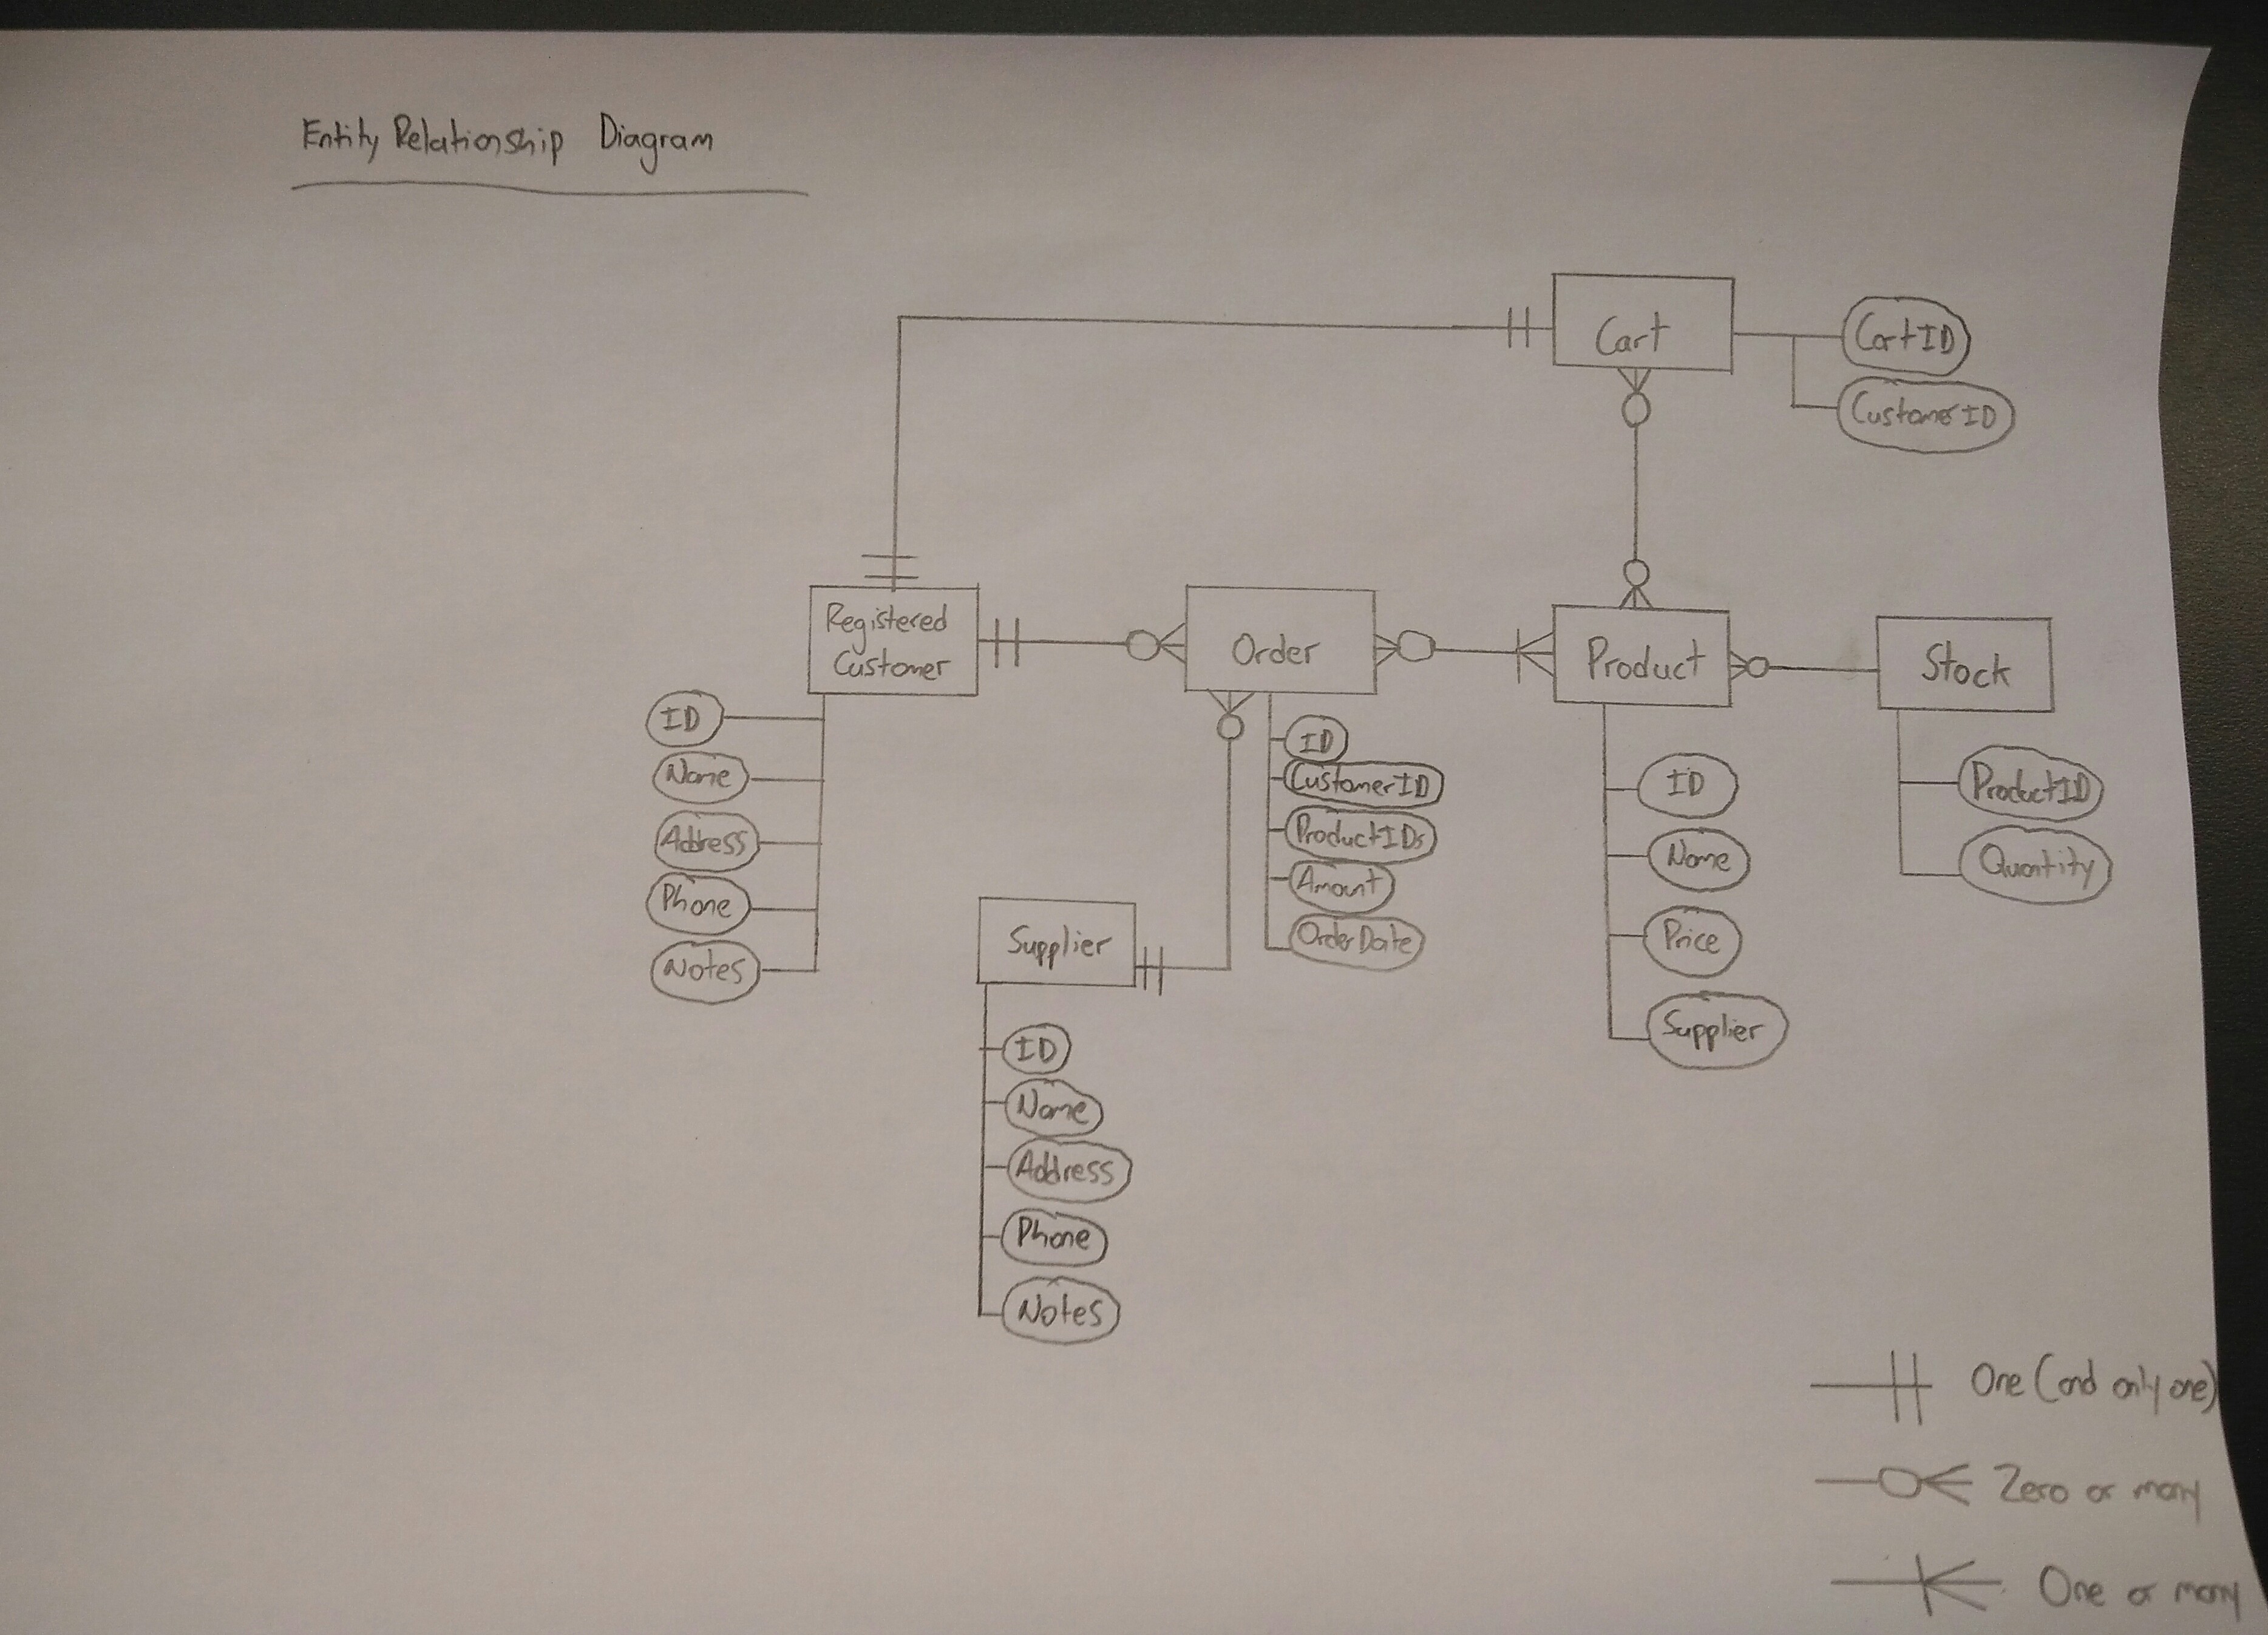 Entity Relationship Diagram
Cart
CartID
CustomerID
Registered
Customer
Order
Product
Stock
ID
Name
Address
Phone
Notes
ID
CustomerID
ProductIDs
Amount
OrderDate
ID
Name
Price
Supplier
ProductID
Quantity
Supplier
ID
Name
Address
Phone
Notes
One (and only one)
Zero or many
One or many